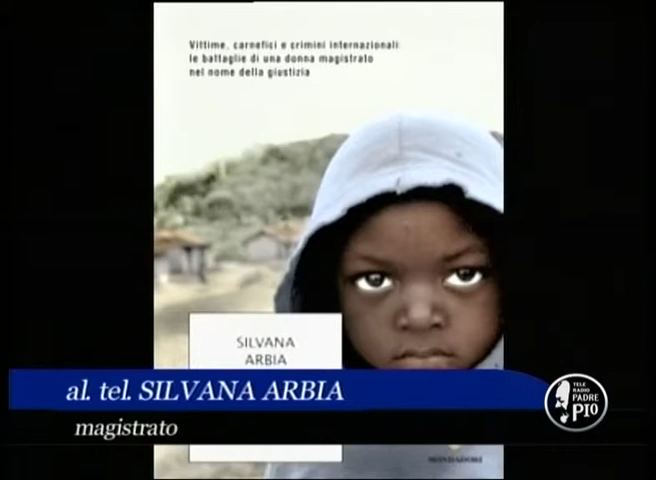 Vittime, carnefici e crimini internazionali:
le battaglie di una donna magistrato
nel nome della giustizia
SILVANA
ARBIA
al. tel. SILVANA ARBIA
magistrato
TELE
RADIO
PADRE
PIO
MONDADORI